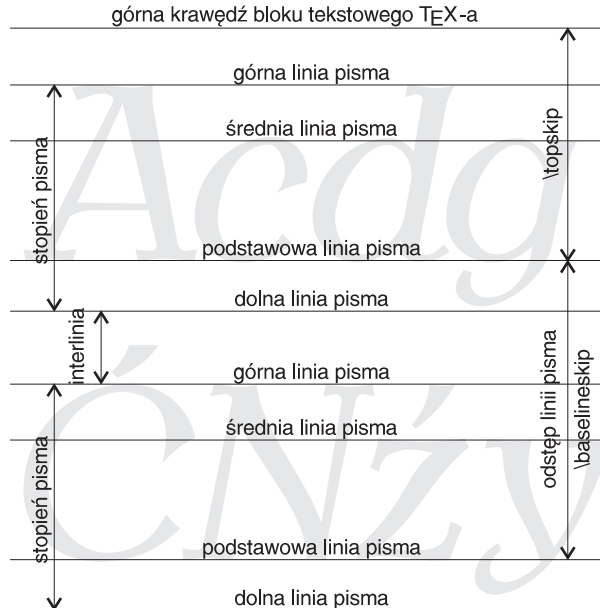 górna krawędź bloku tekstowego TEX-a
górna linia pisma
średnia linia pisma
\topskip
stopień pisma
Acdg
podstawowa linia pisma
dolna linia pisma
interlinia
górna linia pisma
średnia linia pisma
odstęp linii pisma
\baselineskip
stopień pisma
ĆNźy
podstawowa linia pisma
dolna linia pisma